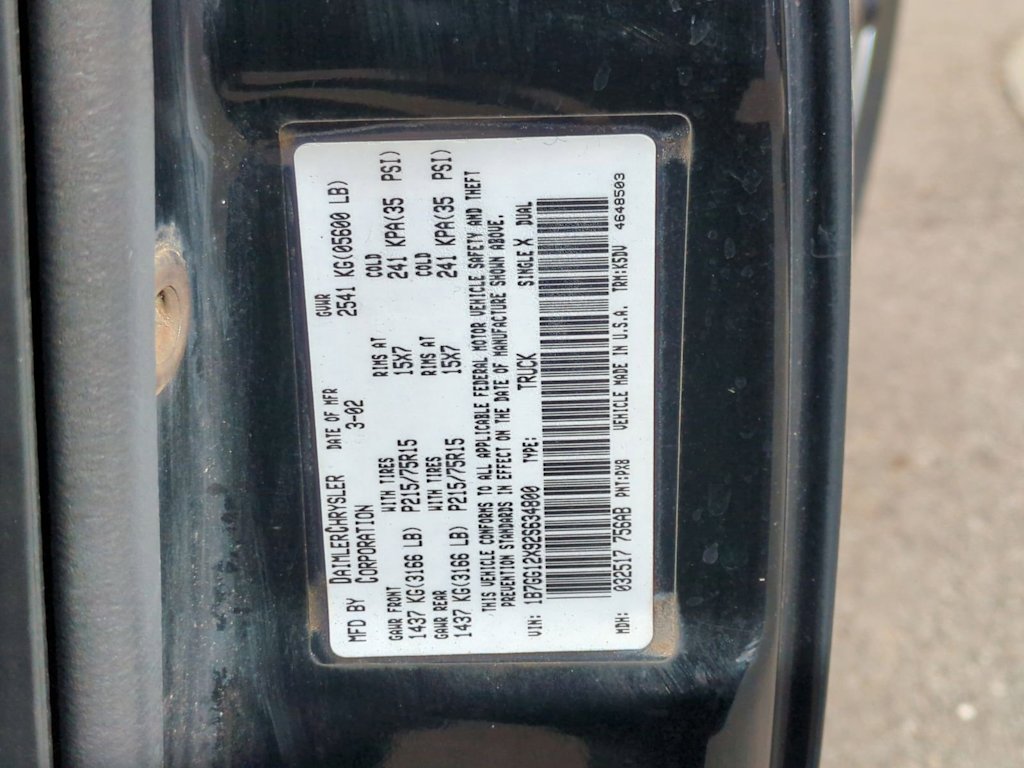 MFD BY DAIMLERCHRYSLER CORPORATION DATE OF MFR 3-02 GVWR 2541 KG(05600 LB)
GAWR FRONT WITH TIRES RIMS AT COLD
1437 KG(3166 LB) P215/75R15 15X7 241 KPA(35 PSI)
GAWR REAR WITH TIRES RIMS AT COLD
1437 KG(3166 LB) P215/75R15 15X7 241 KPA(35 PSI)
THIS VEHICLE CONFORMS TO ALL APPLICABLE FEDERAL MOTOR VEHICLE SAFETY AND THEFT
PREVENTION STANDARDS IN EFFECT ON THE DATE OF MANUFACTURE SHOWN ABOVE.
VIN: 1B7GG12X92S634800 TYPE: TRUCK SINGLE X DUAL
MDH: 032517 756AB PNT:PX8 VEHICLE MADE IN U.S.A. TRM:K5DV 4648503